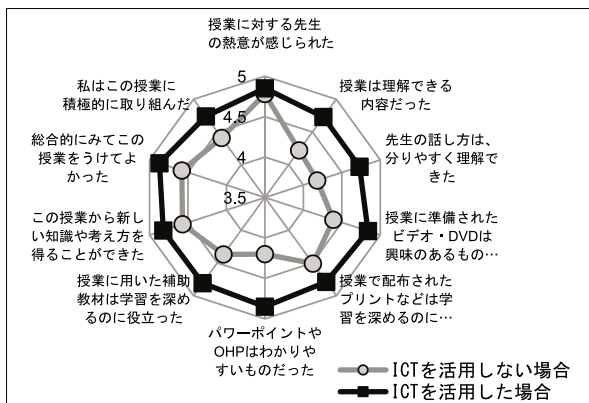 授業に対する先生
の熱意が感じられた
授業は理解できる
内容だった
先生の話し方は、
分りやすく理解で
きた
授業に準備された
ビデオ・DVDは
興味のあるもの…
授業で配布された
プリントなどは学
習を深めるのに…
パワーポイントや
OHPはわかりや
すいものだった
授業に用いた補助
教材は学習を深め
るのに役立った
この授業から新し
い知識や考え方を
得ることができた
総合的にみてこの
授業をうけてよ
かった
私はこの授業に
積極的に取り組んだ
5
4.5
4
3.5
ICTを活用しない場合
ICTを活用した場合